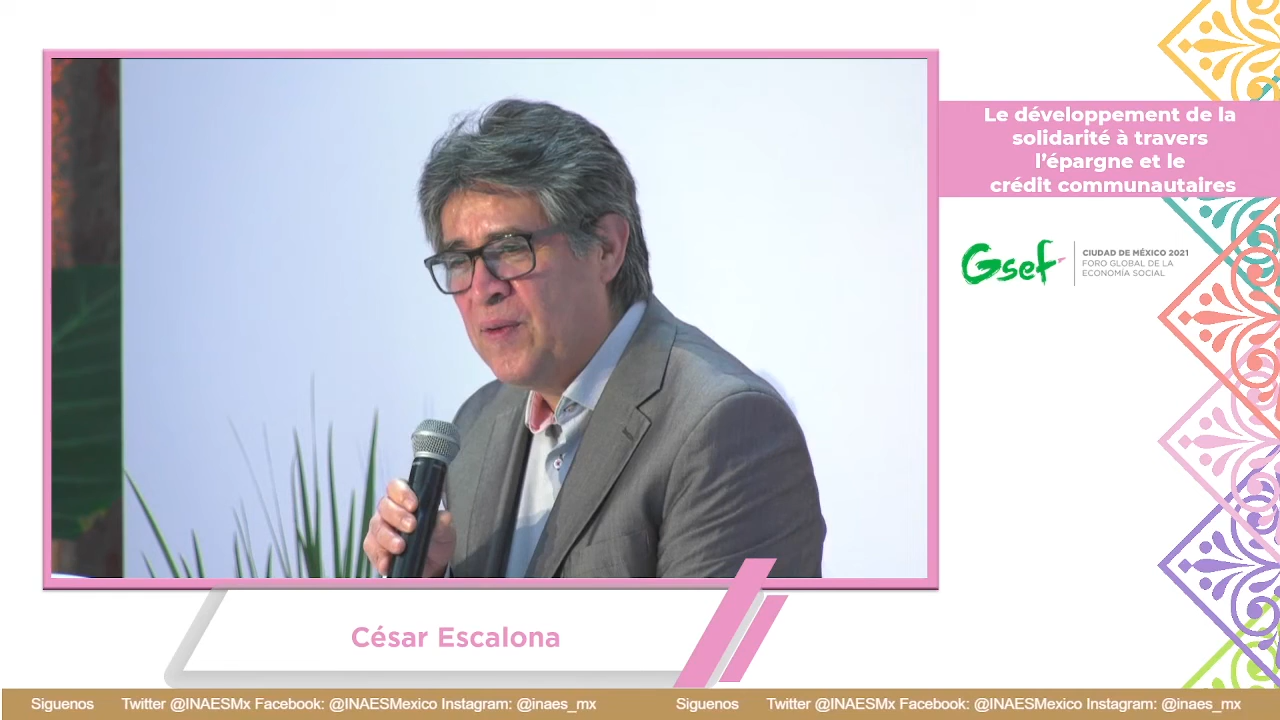 Le développement de la
solidarité à travers
l'épargne et le
crédit communautaires
Gsef
CIUDAD DE MÉXICO 2021
FORO GLOBAL DE LA
ECONOMÍA SOCIAL
César Escalona
Siguenos Twitter @INAESMx Facebook: @INAESMexico Instagram: @inaes_mx Siguenos Twitter @INAESMx Facebook: @INAESMexico Instagram: @inaes_mx